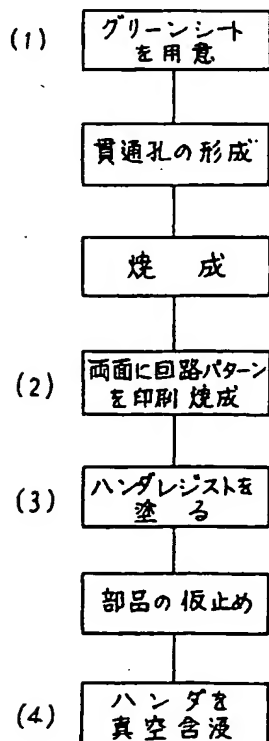 (1) グリーンシート
を用意
貫通孔の形成
焼 成
(2) 両面に回路パターン
を印刷 焼成
(3) ハンダレジストを
塗 る
部品の仮止め
(4) ハンダを
真空含浸